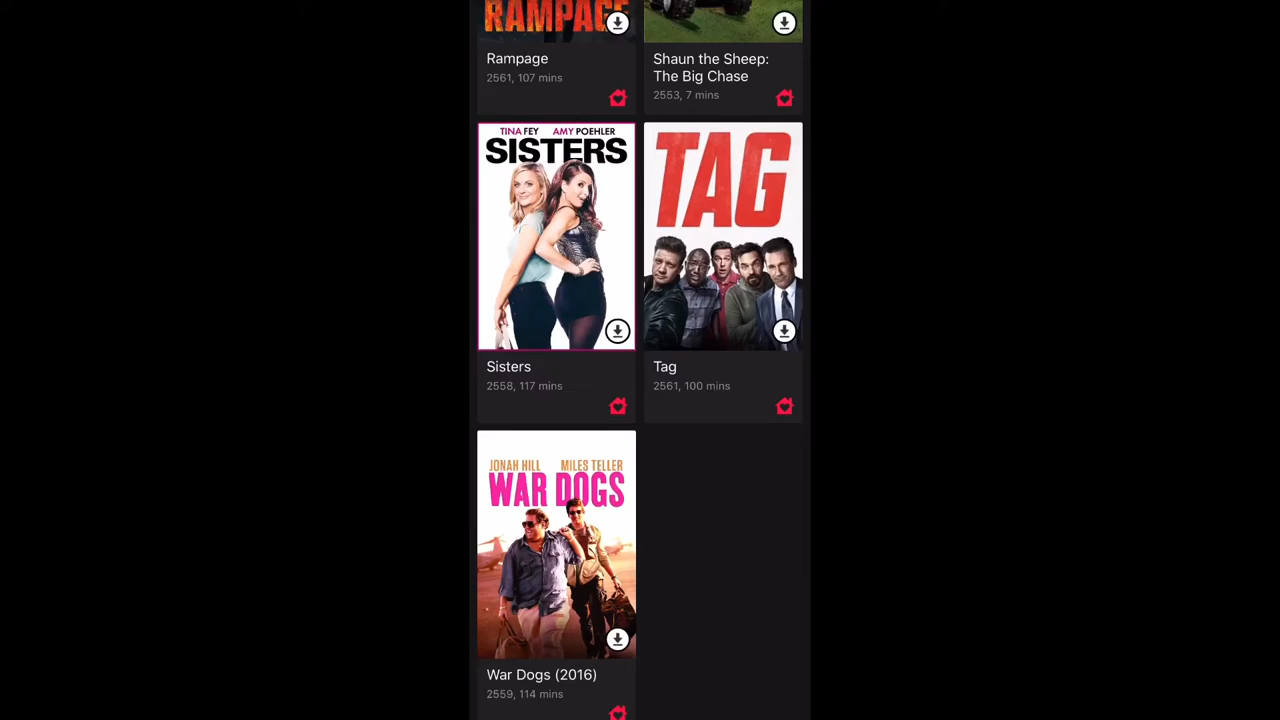 RAMPAGE
Rampage
2561, 107 mins
Shaun the Sheep:
The Big Chase
2553, 7 mins
TINA FEY AMY POEHLER
SISTERS
Sisters
2558, 117 mins
TAG
Tag
2561, 100 mins
JONAH HILL MILES TELLER
WAR DOGS
War Dogs (2016)
2559, 114 mins